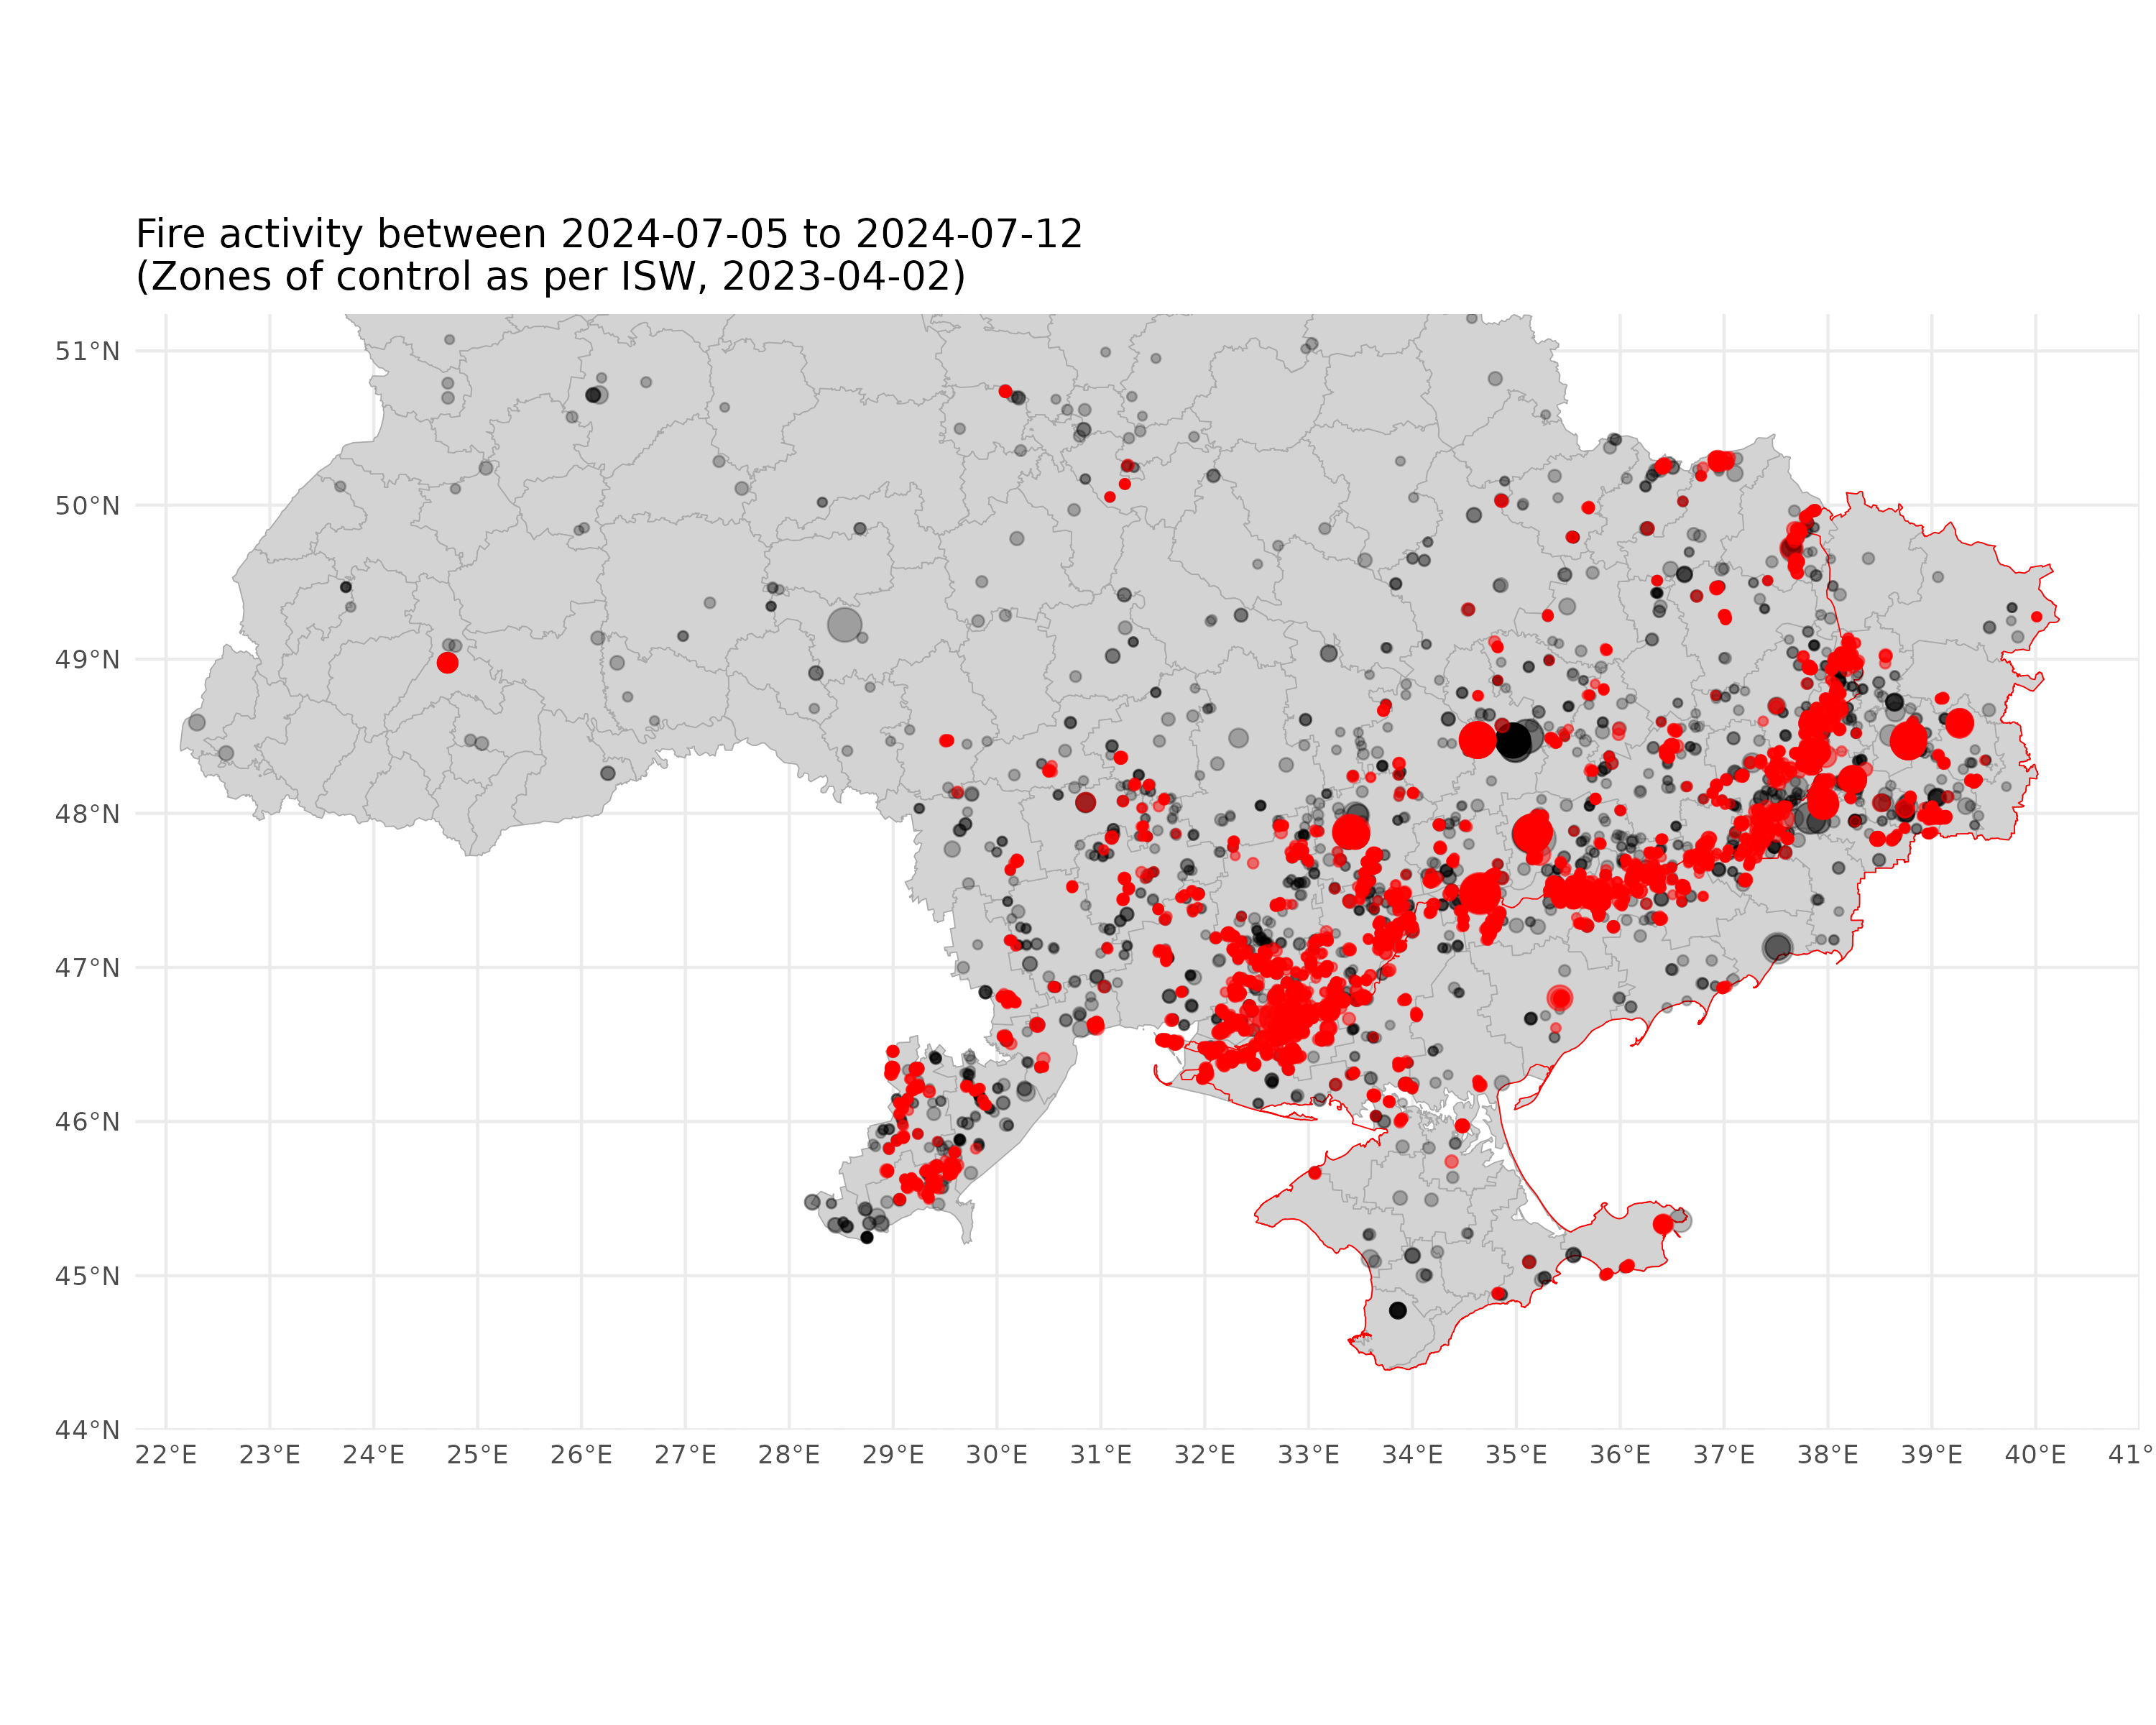 Fire activity between 2024-07-05 to 2024-07-12
(Zones of control as per ISW, 2023-04-02)
51°N
50°N
49°N
48°N
47°N
46°N
45°N
44°N
22°E 23°E 24°E 25°E 26°E 27°E 28°E 29°E 30°E 31°E 32°E 33°E 34°E 35°E 36°E 37°E 38°E 39°E 40°E 41°